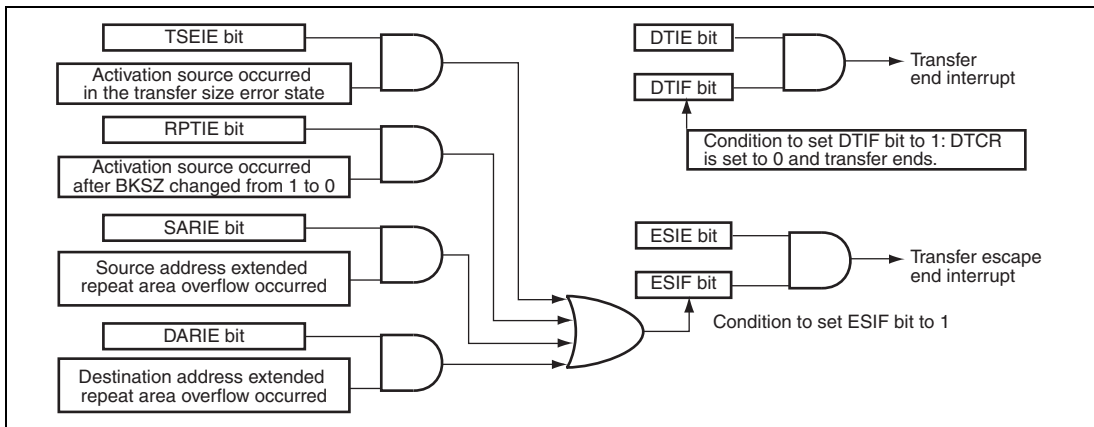 TSEIE bit
Activation source occurred
in the transfer size error state
RPTIE bit
Activation source occurred
after BKSZ changed from 1 to 0
SARIE bit
Source address extended
repeat area overflow occurred
DARIE bit
Destination address extended
repeat area overflow occurred
DTIE bit
DTIF bit
Transfer
end interrupt
Condition to set DTIF bit to 1: DTCR
is set to 0 and transfer ends.
ESIE bit
ESIF bit
Transfer escape
end interrupt
Condition to set ESIF bit to 1